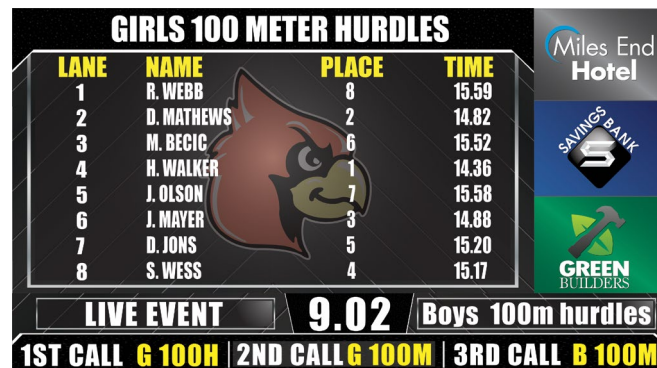 GIRLS 100 METER HURDLES
LANE NAME PLACE TIME
1 R. WEBB 8 15.59
2 D. MATHEWS 2 14.82
3 M. BECIC 6 15.52
4 H. WALKER 1 14.36
5 J. OLSON 7 15.58
6 J. MAYER 3 14.88
7 D. JONS 5 15.20
8 S. WESS 4 15.17
Miles End
Hotel
SAVINGS BANK
S
GREEN
BUILDERS
LIVE EVENT 9.02 Boys 100m hurdles
1ST CALL G 100H 2ND CALL G 100M 3RD CALL B 100M